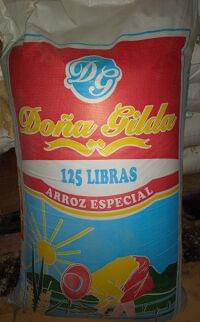 DG
Doña Gilda
125 LIBRAS
ARROZ ESPECIAL